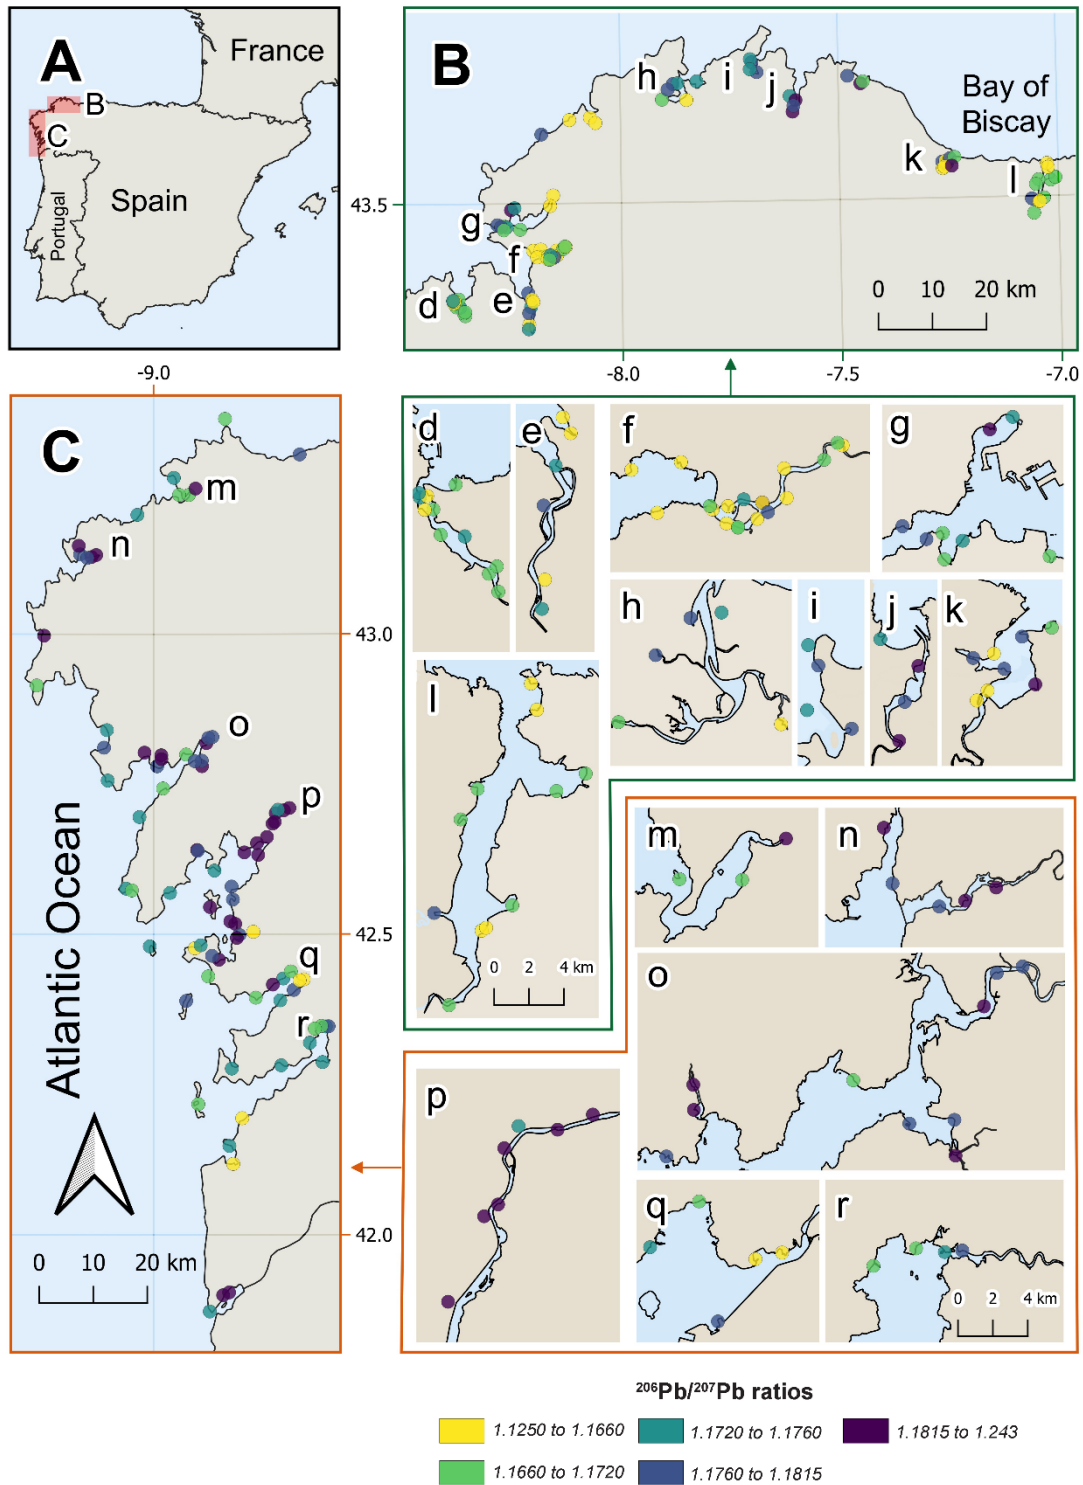 A
France
B
C
Portugal
Spain
B
h
i
j
Bay of
Biscay
k
l
g
f
d
e
43.5
0 10 20 km
-8.0
-7.5
-7.0
-9.0
C
m
n
43.0
o
p
Atlantic Ocean
42.5
q
r
42.0
0 10 20 km
d
e
f
g
h
i
j
k
l
0 2 4 km
m
n
o
p
q
r
0 2 4 km
206Pb/207Pb ratios
1.1250 to 1.1660
1.1720 to 1.1760
1.1815 to 1.243
1.1660 to 1.1720
1.1760 to 1.1815